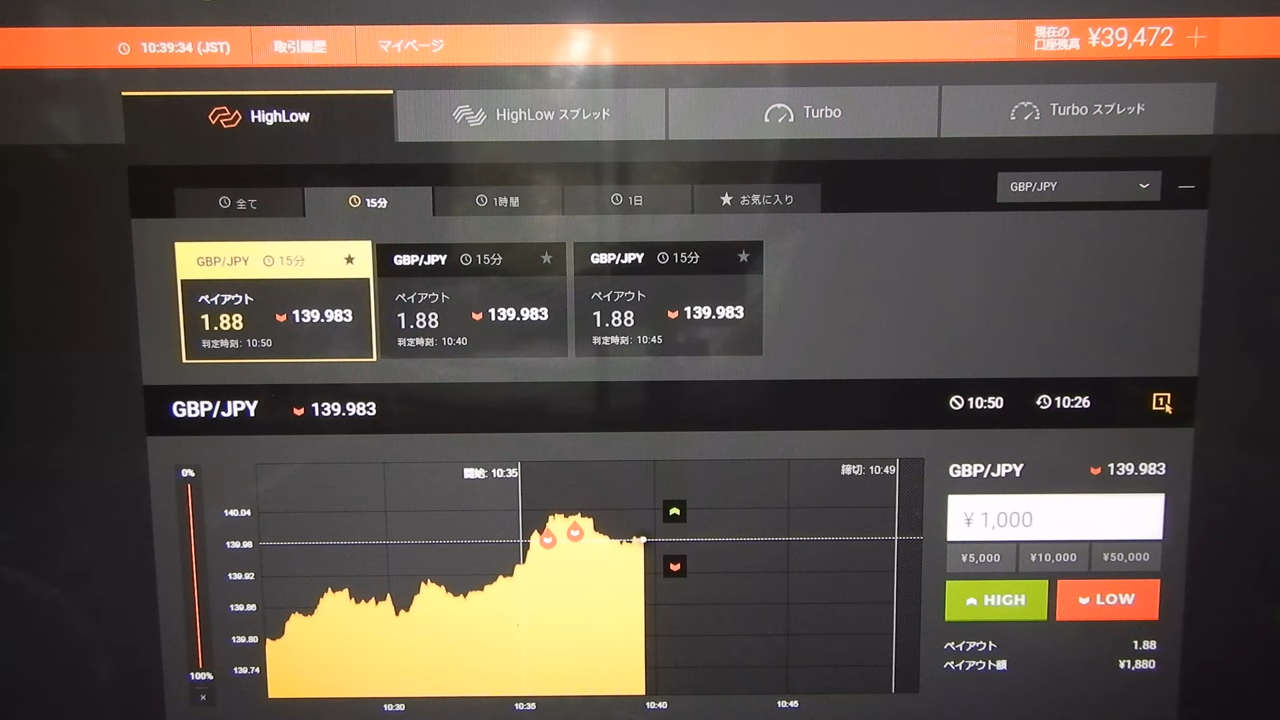 10:39:34 (JST) 取引履歴 マイページ 現在の口座残高 ¥39,472 +
HighLow HighLow スプレッド Turbo Turbo スプレッド
全て 15分 1時間 1日 お気に入り GBP/JPY
GBP/JPY 15分 GBP/JPY 15分 GBP/JPY 15分
ペイアウト ペイアウト ペイアウト
1.88 139.983 1.88 139.983 1.88 139.983
判定時刻: 10:50 判定時刻: 10:40 判定時刻: 10:45
GBP/JPY 139.983 10:50 10:26 1
0% 開始: 10:35 締切: 10:49 GBP/JPY 139.983
140.04
¥ 1,000
139.98
¥5,000 ¥10,000 ¥50,000
139.92
HIGH LOW
139.86
139.80
ペイアウト 1.88
ペイアウト額 ¥1,880
139.74
100%
×
10:30 10:35 10:40 10:45